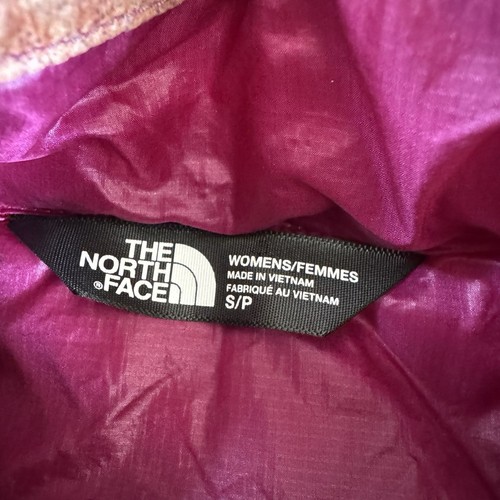 THE
NORTH
®FACE
WOMENS/FEMMES
MADE IN VIETNAM
FABRIQUÉ AU VIETNAM
S/P